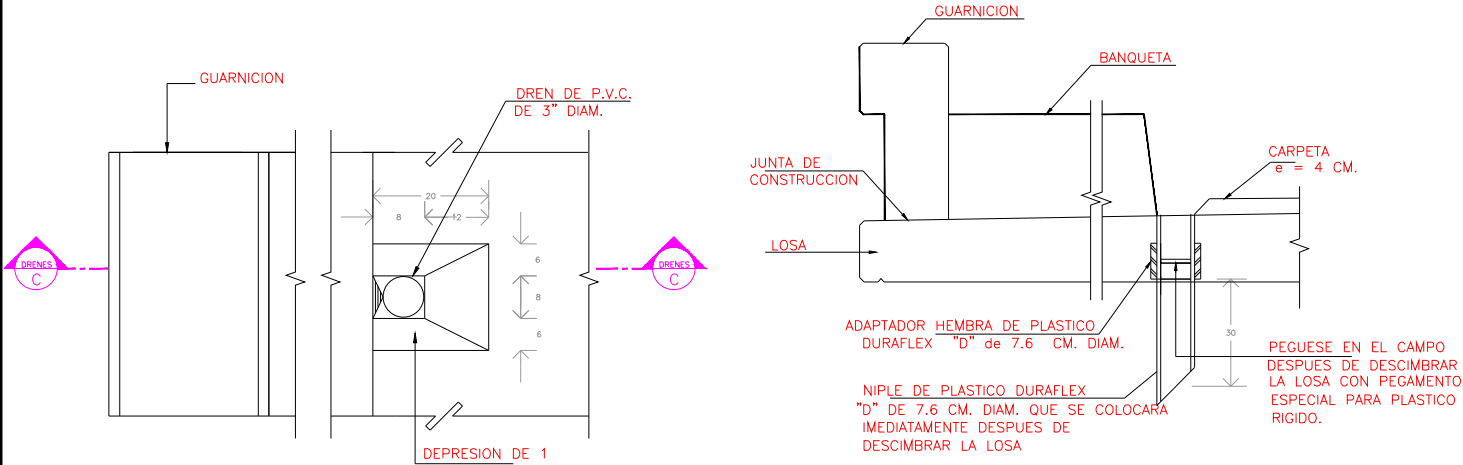 GUARNICION
DREN DE P.V.C.
DE 3" DIAM.
20
8
12
6
8
6
DRENES
C
DRENES
C
DEPRESION DE 1
GUARNICION
BANQUETA
JUNTA DE
CONSTRUCCION
CARPETA
e = 4 CM.
LOSA
ADAPTADOR HEMBRA DE PLASTICO
DURAFLEX "D" de 7.6 CM. DIAM.
30
NIPLE DE PLASTICO DURAFLEX
"D" DE 7.6 CM. DIAM. QUE SE COLOCARA
IMEDIATAMENTE DESPUES DE
DESCIMBRAR LA LOSA
PEGUESE EN EL CAMPO
DESPUES DE DESCIMBRAR
LA LOSA CON PEGAMENTO
ESPECIAL PARA PLASTICO
RIGIDO.